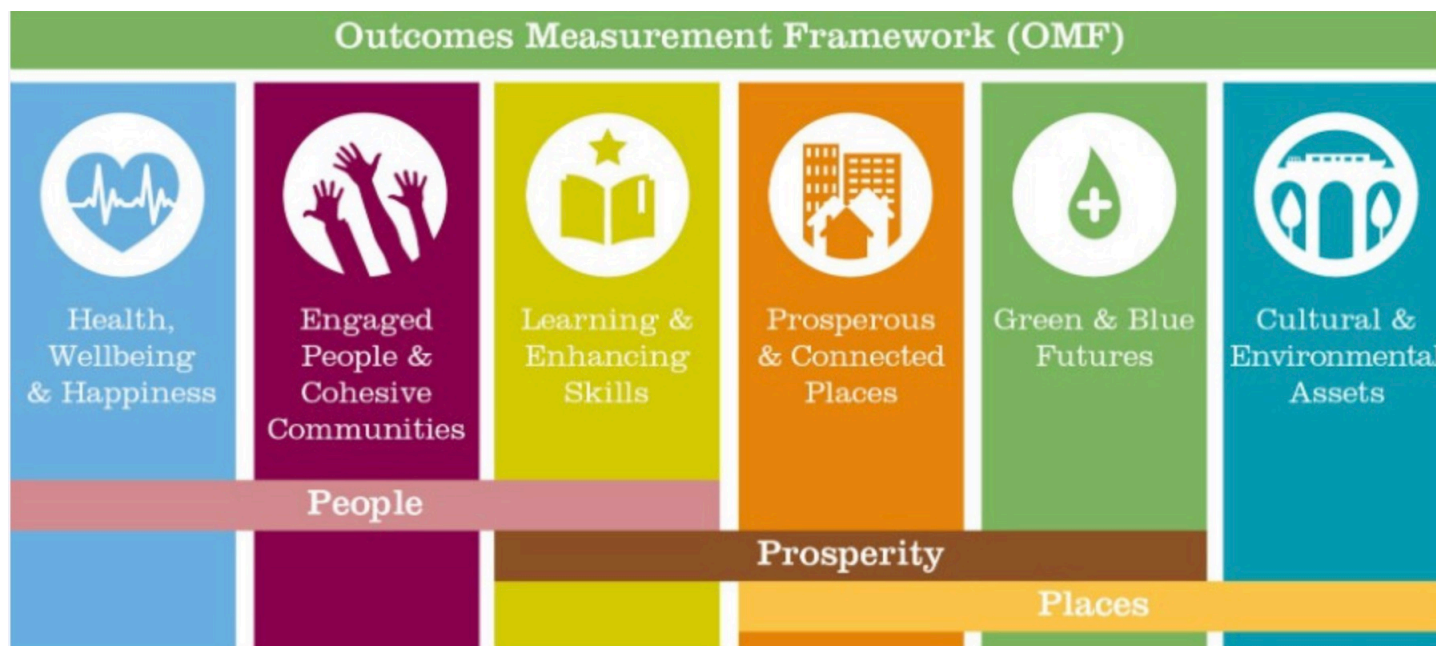 Outcomes Measurement Framework (OMF)
Health,
Wellbeing
& Happiness
Engaged
People &
Cohesive
Communities
Learning &
Enhancing
Skills
Prosperous
& Connected
Places
Green & Blue
Futures
Cultural &
Environmental
Assets
People
Prosperity
Places